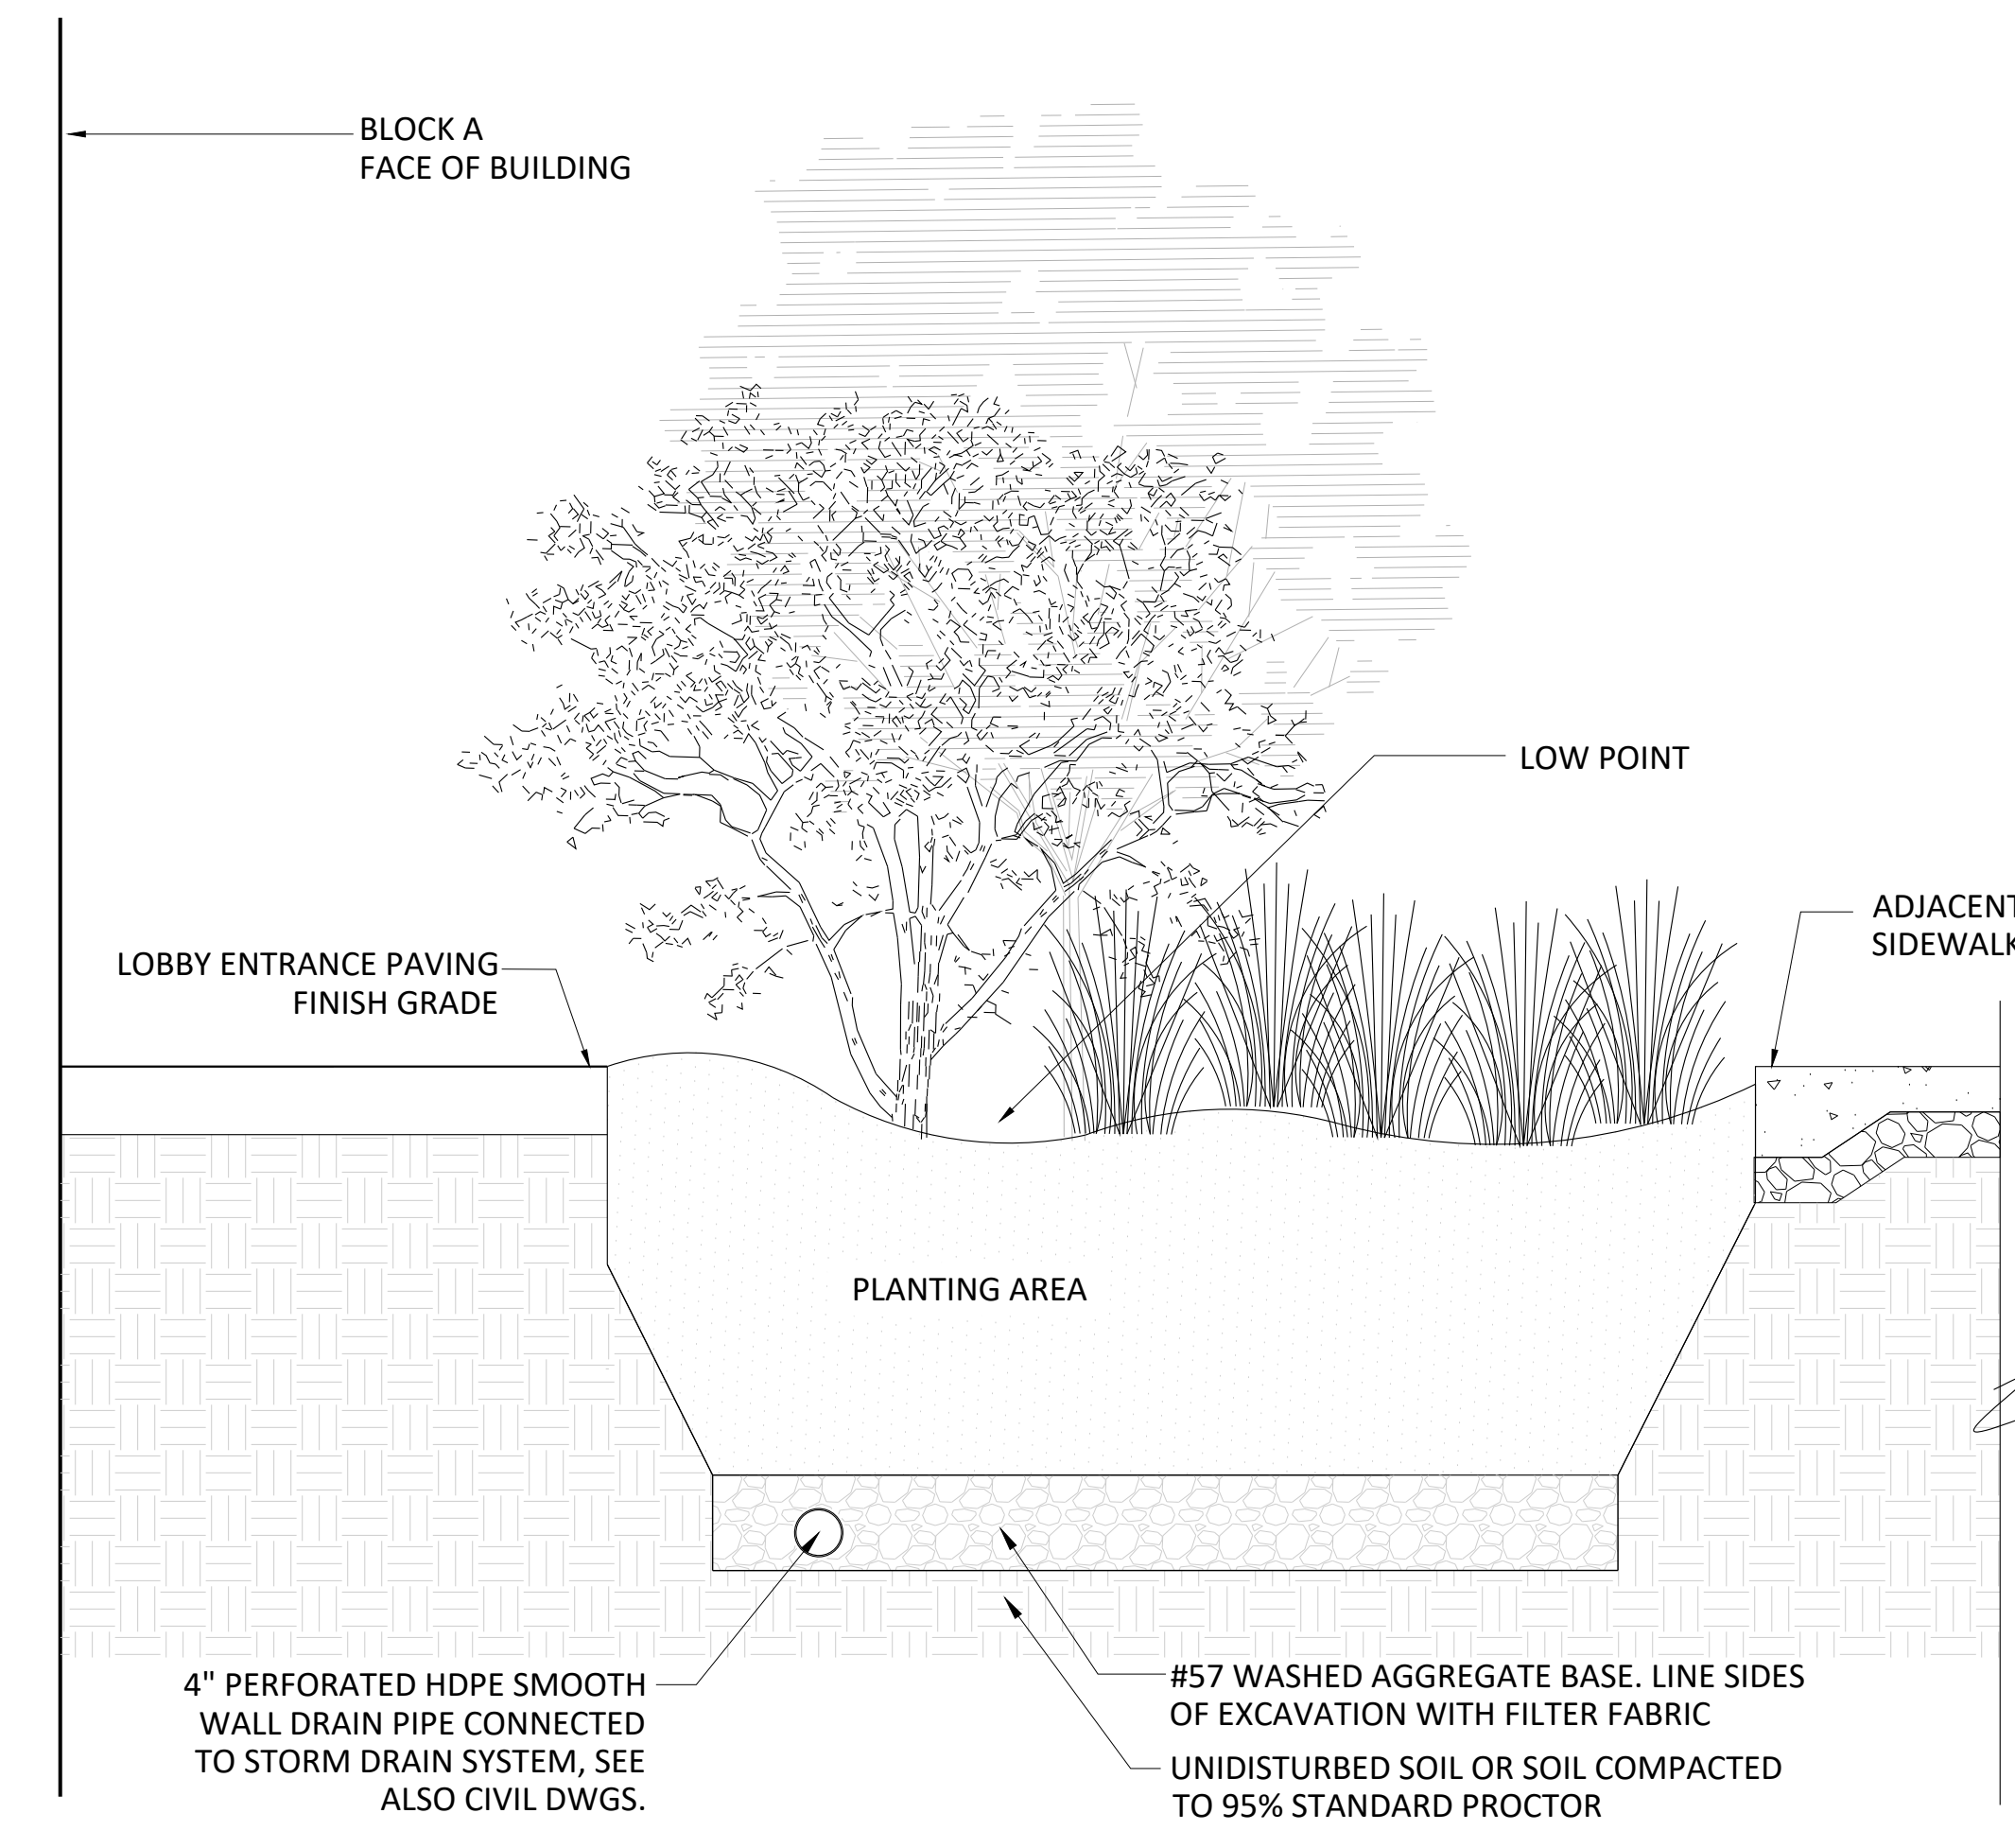 BLOCK A
FACE OF BUILDING
LOW POINT
ADJACENT
SIDEWALK
LOBBY ENTRANCE PAVING
FINISH GRADE
PLANTING AREA
4" PERFORATED HDPE SMOOTH
WALL DRAIN PIPE CONNECTED
TO STORM DRAIN SYSTEM, SEE
ALSO CIVIL DWGS.
#57 WASHED AGGREGATE BASE. LINE SIDES
OF EXCAVATION WITH FILTER FABRIC
UNIDISTURBED SOIL OR SOIL COMPACTED
TO 95% STANDARD PROCTOR